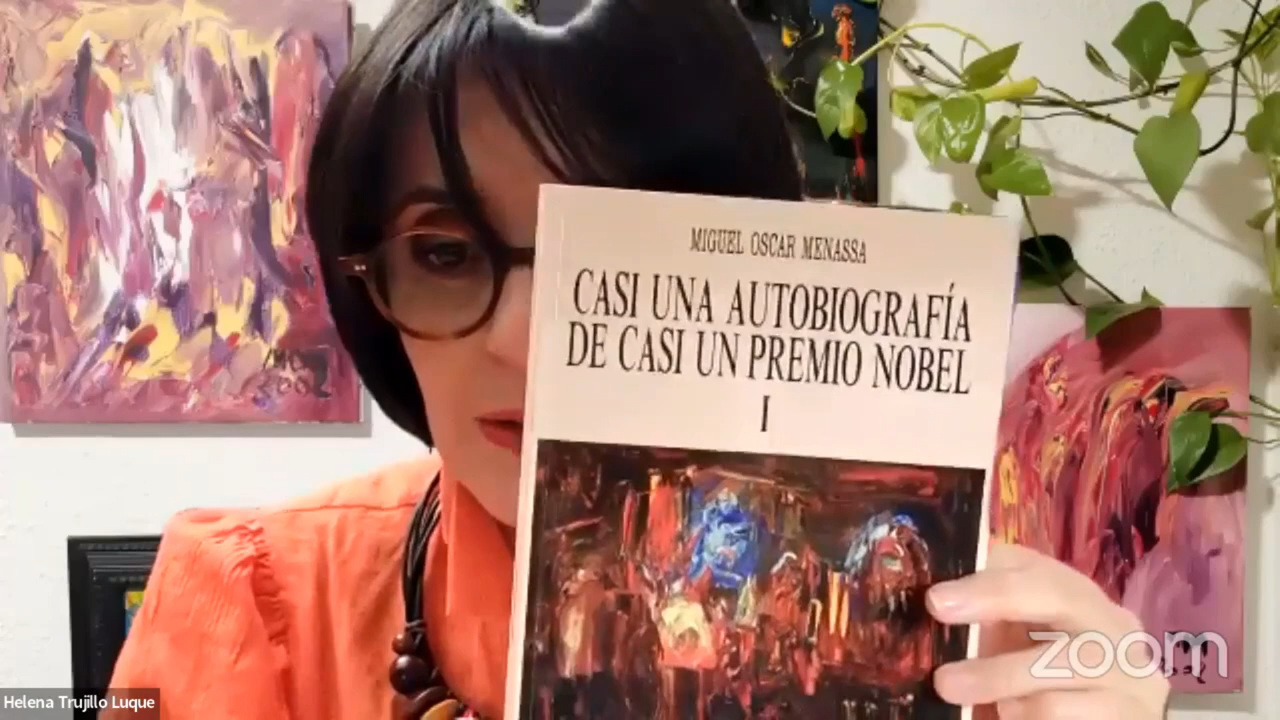 MIGUEL OSCAR MENASSA
CASI UNA AUTOBIOGRAFÍA
DE CASI UN PREMIO NOBEL
I
zoom
Helena Trujillo Luque